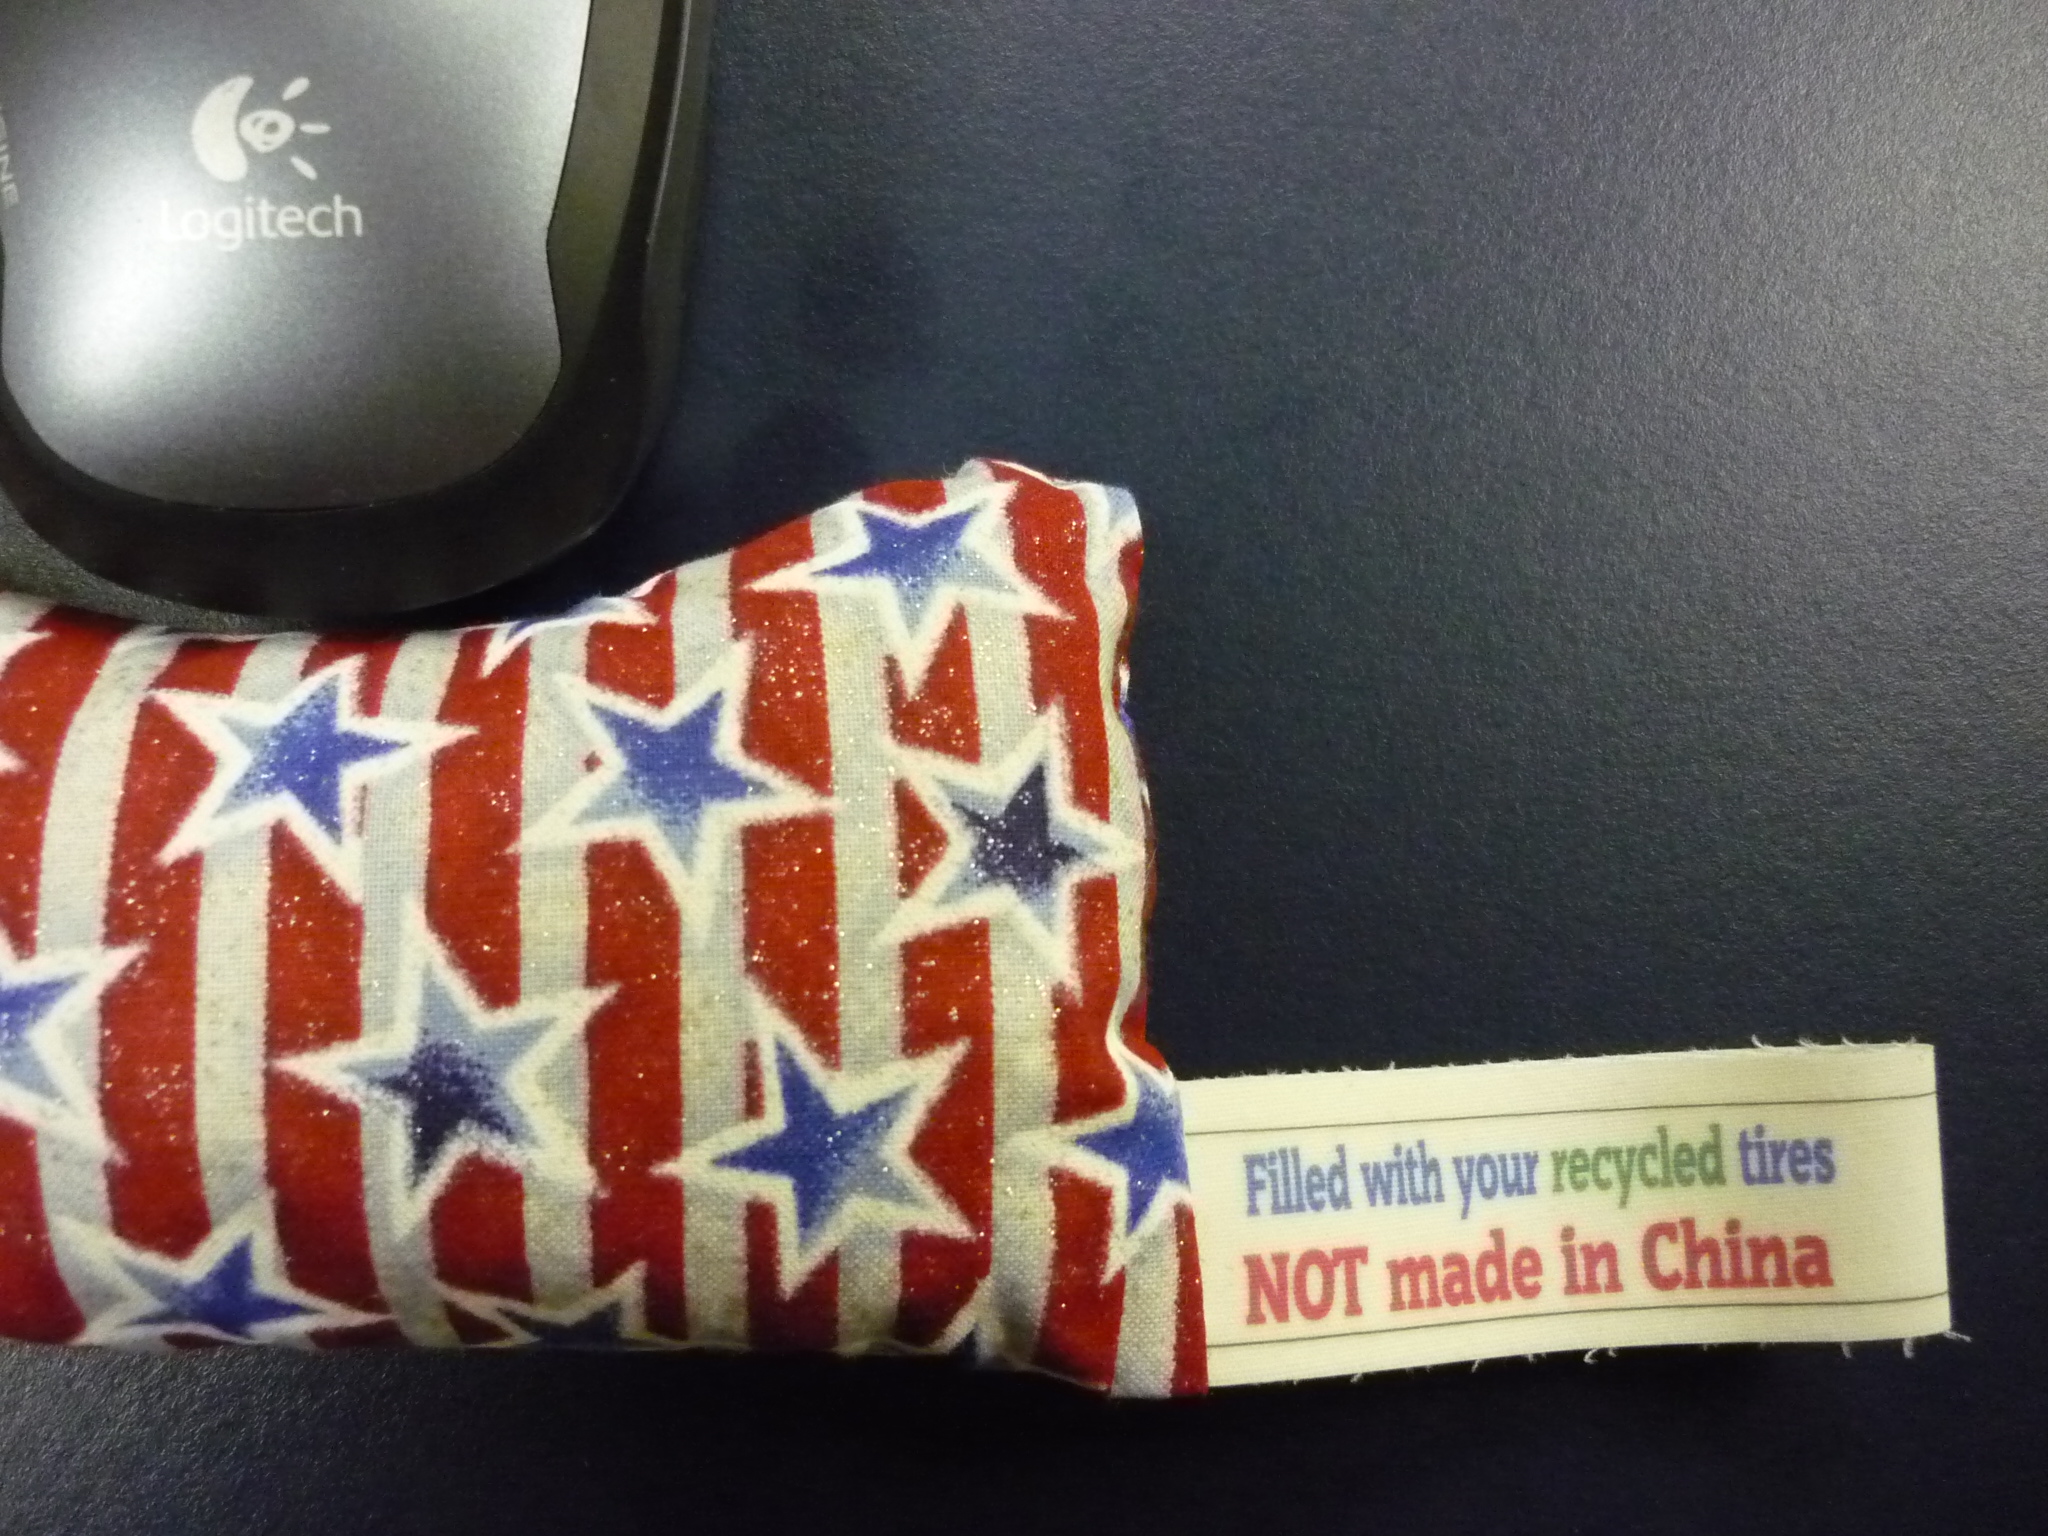 Logitech
Filled with your recycled tires
NOT made in China